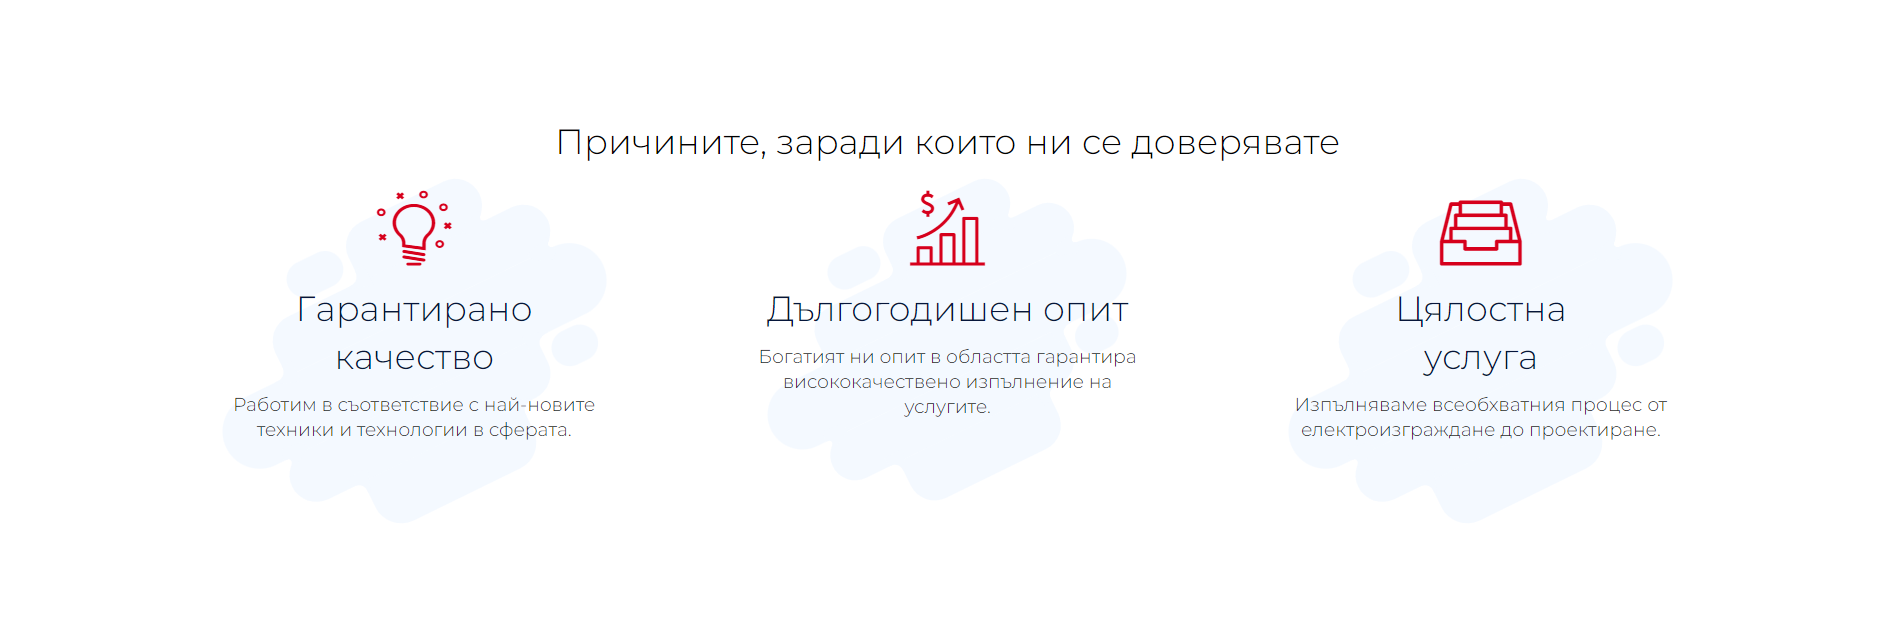 Причините, заради които ни се доверявате
Гарантирано
качество
Работим в съответствие с най-новите
техники и технологии в сферата.
$
Дългогодишен опит
Богатият ни опит в областта гарантира
висококачествено изпълнение на
услугите.
Цялостна
услуга
Изпълняваме всеобхватния процес от
електроизграждане до проектиране.